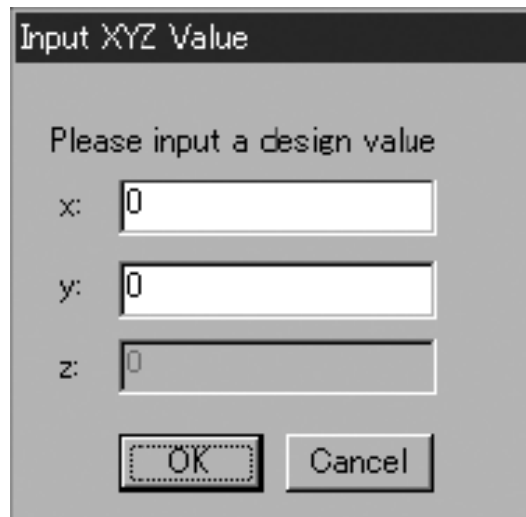 Input XYZ Value
Please input a design value
x: 0
y: 0
z: 0
OK Cancel